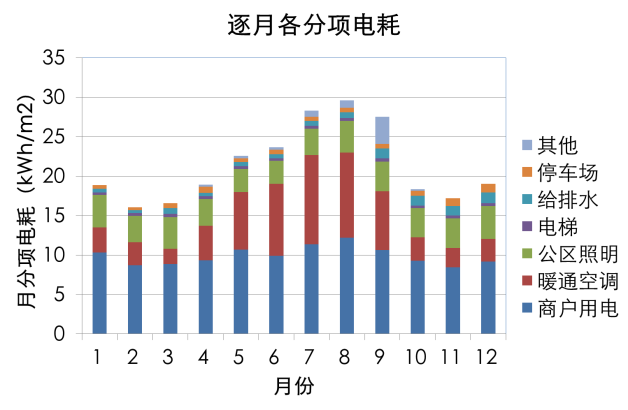 逐月各分项电耗
月分项电耗（kWh/m2）
35
30
25
20
15
10
5
0
1 2 3 4 5 6 7 8 9 10 11 12
月份
其他
停车场
给排水
电梯
公区照明
暖通空调
商户用电